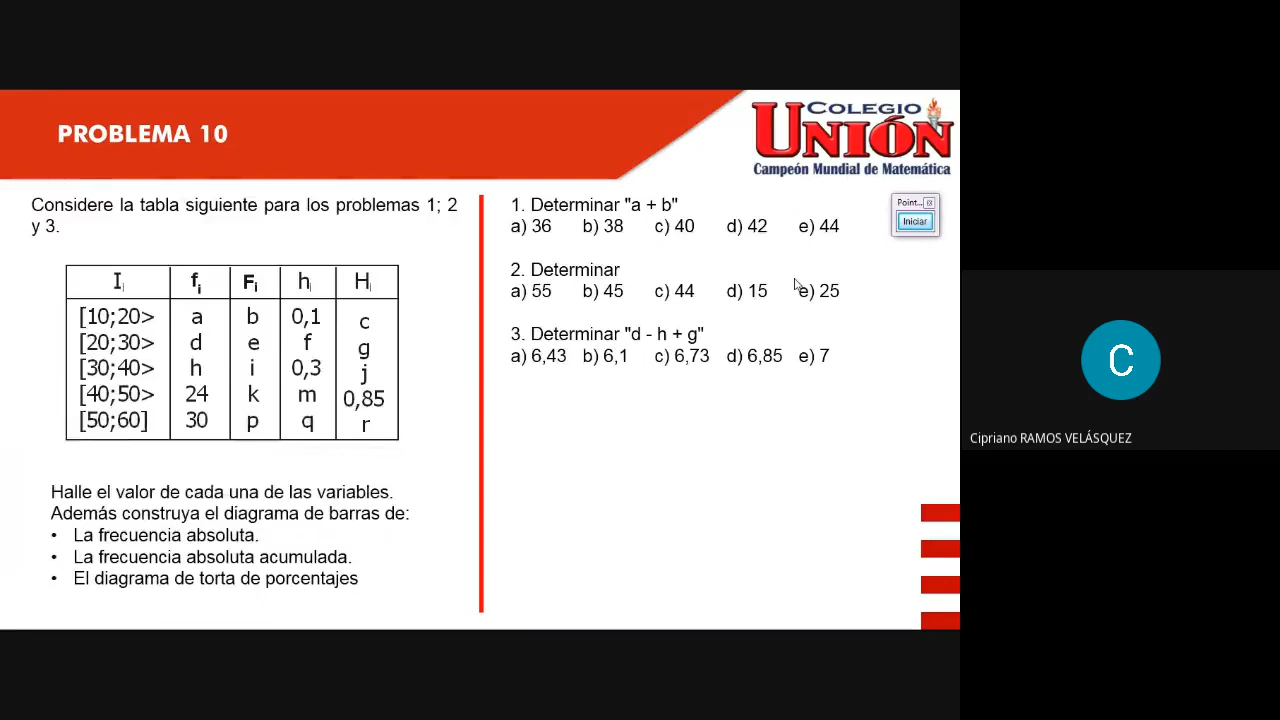 PROBLEMA 10
COLEGIO
UNIÓN
Campeón Mundial de Matemática
Considere la tabla siguiente para los problemas 1; 2
y 3.
Iᵢ fᵢ Fᵢ hᵢ Hᵢ
[10;20> a b 0,1 c
[20;30> d e f g
[30;40> h i 0,3 j
[40;50> 24 k m 0,85
[50;60] 30 p q r
Halle el valor de cada una de las variables.
Además construya el diagrama de barras de:
• La frecuencia absoluta.
• La frecuencia absoluta acumulada.
• El diagrama de torta de porcentajes
1. Determinar "a + b"
a) 36 b) 38 c) 40 d) 42 e) 44
2. Determinar
a) 55 b) 45 c) 44 d) 15 e) 25
3. Determinar "d - h + g"
a) 6,43 b) 6,1 c) 6,73 d) 6,85 e) 7
Point...
Iniciar
C
Cipriano RAMOS VELÁSQUEZ